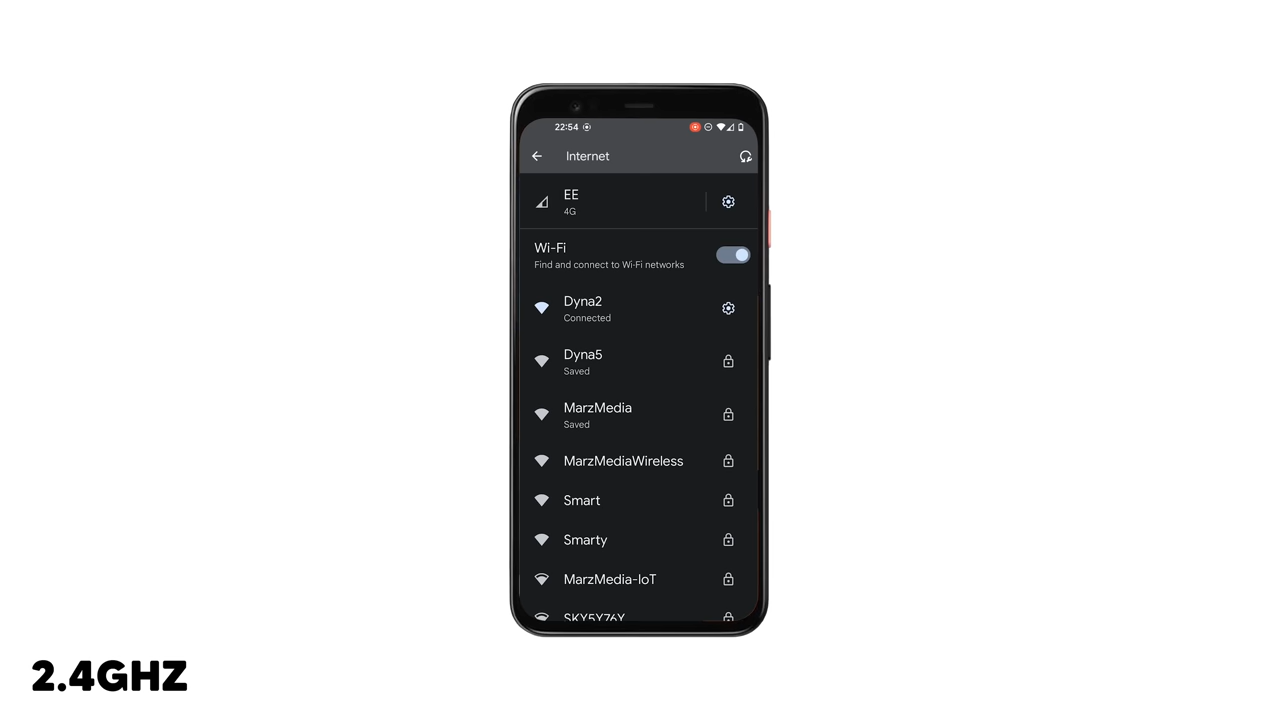 22:54
Internet
EE
4G
Wi-Fi
Find and connect to Wi-Fi networks
Dyna2
Connected
Dyna5
Saved
MarzMedia
Saved
MarzMediaWireless
Smart
Smarty
MarzMedia-IoT
SKY5Y76Y
2.4GHZ